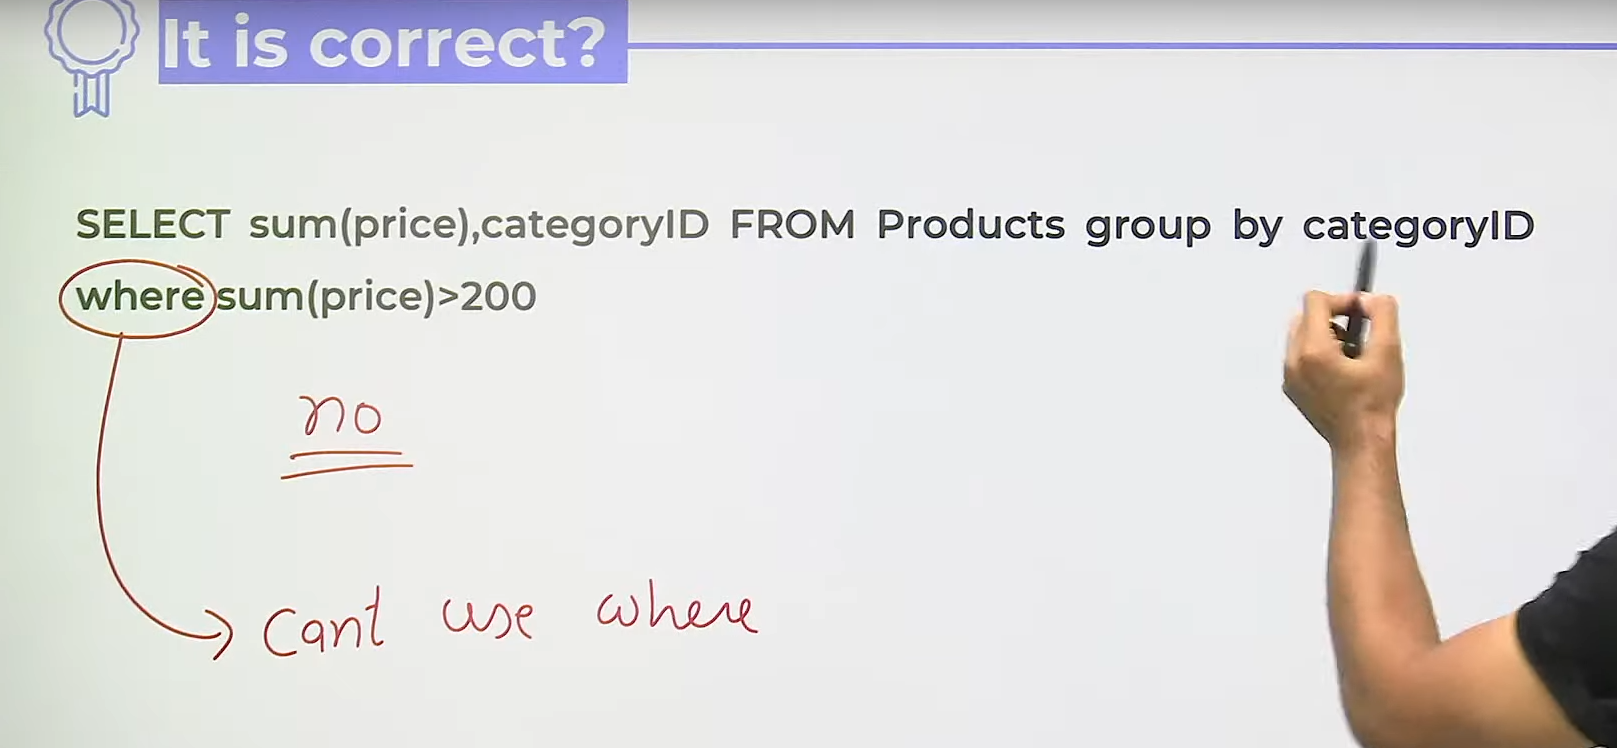 It is correct?
SELECT sum(price),categoryID FROM Products group by categoryID
where sum(price)>200
no
cant use where